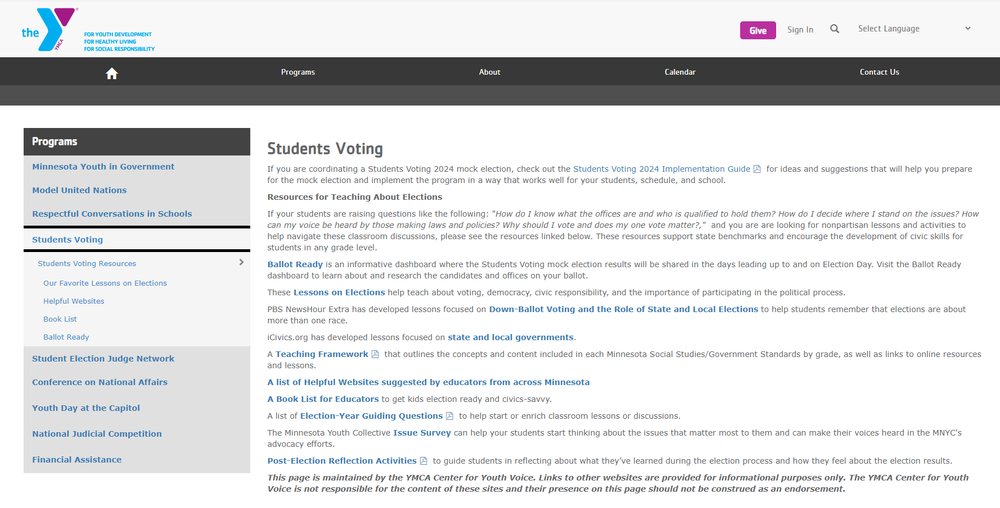 the
YMCA
®
FOR YOUTH DEVELOPMENT
FOR HEALTHY LIVING
FOR SOCIAL RESPONSIBILITY
Give
Sign In
Select Language
Programs
About
Calendar
Contact Us
Programs
Minnesota Youth in Government
Model United Nations
Respectful Conversations in Schools
Students Voting
Students Voting Resources
Our Favorite Lessons on Elections
Helpful Websites
Book List
Ballot Ready
Student Election Judge Network
Conference on National Affairs
Youth Day at the Capitol
National Judicial Competition
Financial Assistance
Students Voting
If you are coordinating a Students Voting 2024 mock election, check out the Students Voting 2024 Implementation Guide for ideas and suggestions that will help you prepare
for the mock election and implement the program in a way that works well for your students, schedule, and school.
Resources for Teaching About Elections
If your students are raising questions like the following: "How do I know what the offices are and who is qualified to hold them? How do I decide where I stand on the issues? How
can my voice be heard by those making laws and policies? Why should I vote and does my one vote matter?," and you are are looking for nonpartisan lessons and activities to
help navigate these classroom discussions, please see the resources linked below. These resources support state benchmarks and encourage the development of civic skills for
students in any grade level.
Ballot Ready is an informative dashboard where the Students Voting mock election results will be shared in the days leading up to and on Election Day. Visit the Ballot Ready
dashboard to learn about and research the candidates and offices on your ballot.
These Lessons on Elections help teach about voting, democracy, civic responsibility, and the importance of participating in the political process.
PBS NewsHour Extra has developed lessons focused on Down-Ballot Voting and the Role of State and Local Elections to help students remember that elections are about
more than one race.
iCivics.org has developed lessons focused on state and local governments.
A Teaching Framework that outlines the concepts and content included in each Minnesota Social Studies/Government Standards by grade, as well as links to online resources
and lessons.
A list of Helpful Websites suggested by educators from across Minnesota
A Book List for Educators to get kids election ready and civics-savvy.
A list of Election-Year Guiding Questions to help start or enrich classroom lessons or discussions.
The Minnesota Youth Collective Issue Survey can help your students start thinking about the issues that matter most to them and can make their voices heard in the MNYC's
advocacy efforts.
Post-Election Reflection Activities to guide students in reflecting about what they’ve learned during the election process and how they feel about the election results.
This page is maintained by the YMCA Center for Youth Voice. Links to other websites are provided for informational purposes only. The YMCA Center for Youth
Voice is not responsible for the content of these sites and their presence on this page should not be construed as an endorsement.